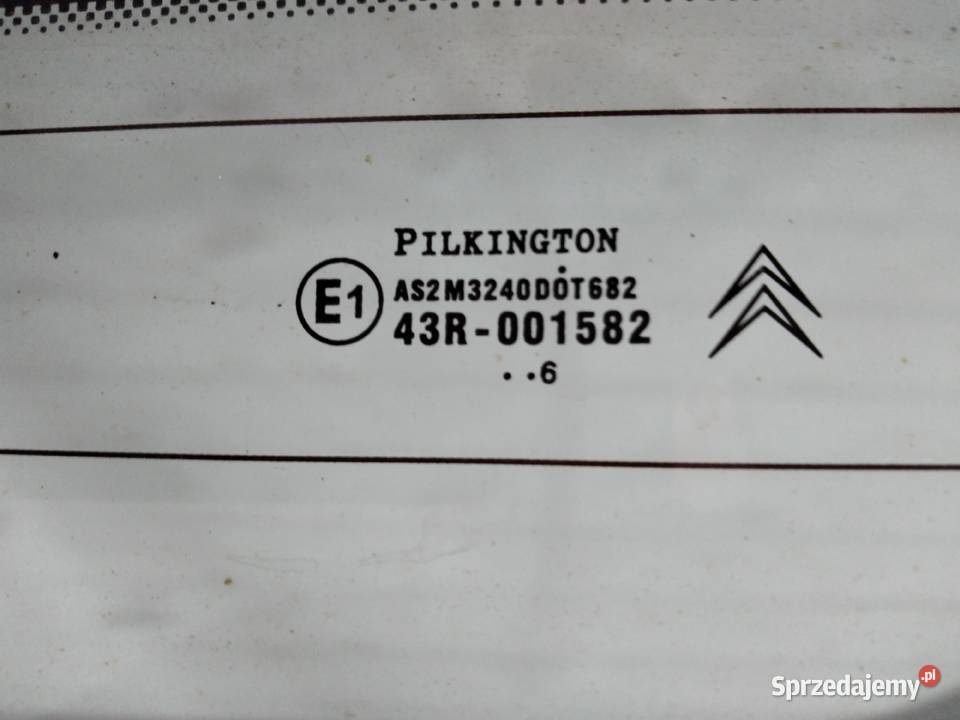 PILKINGTON
E1
AS2M3240DOT682
43R-001582
. ..6
Sprzedajemy.pl